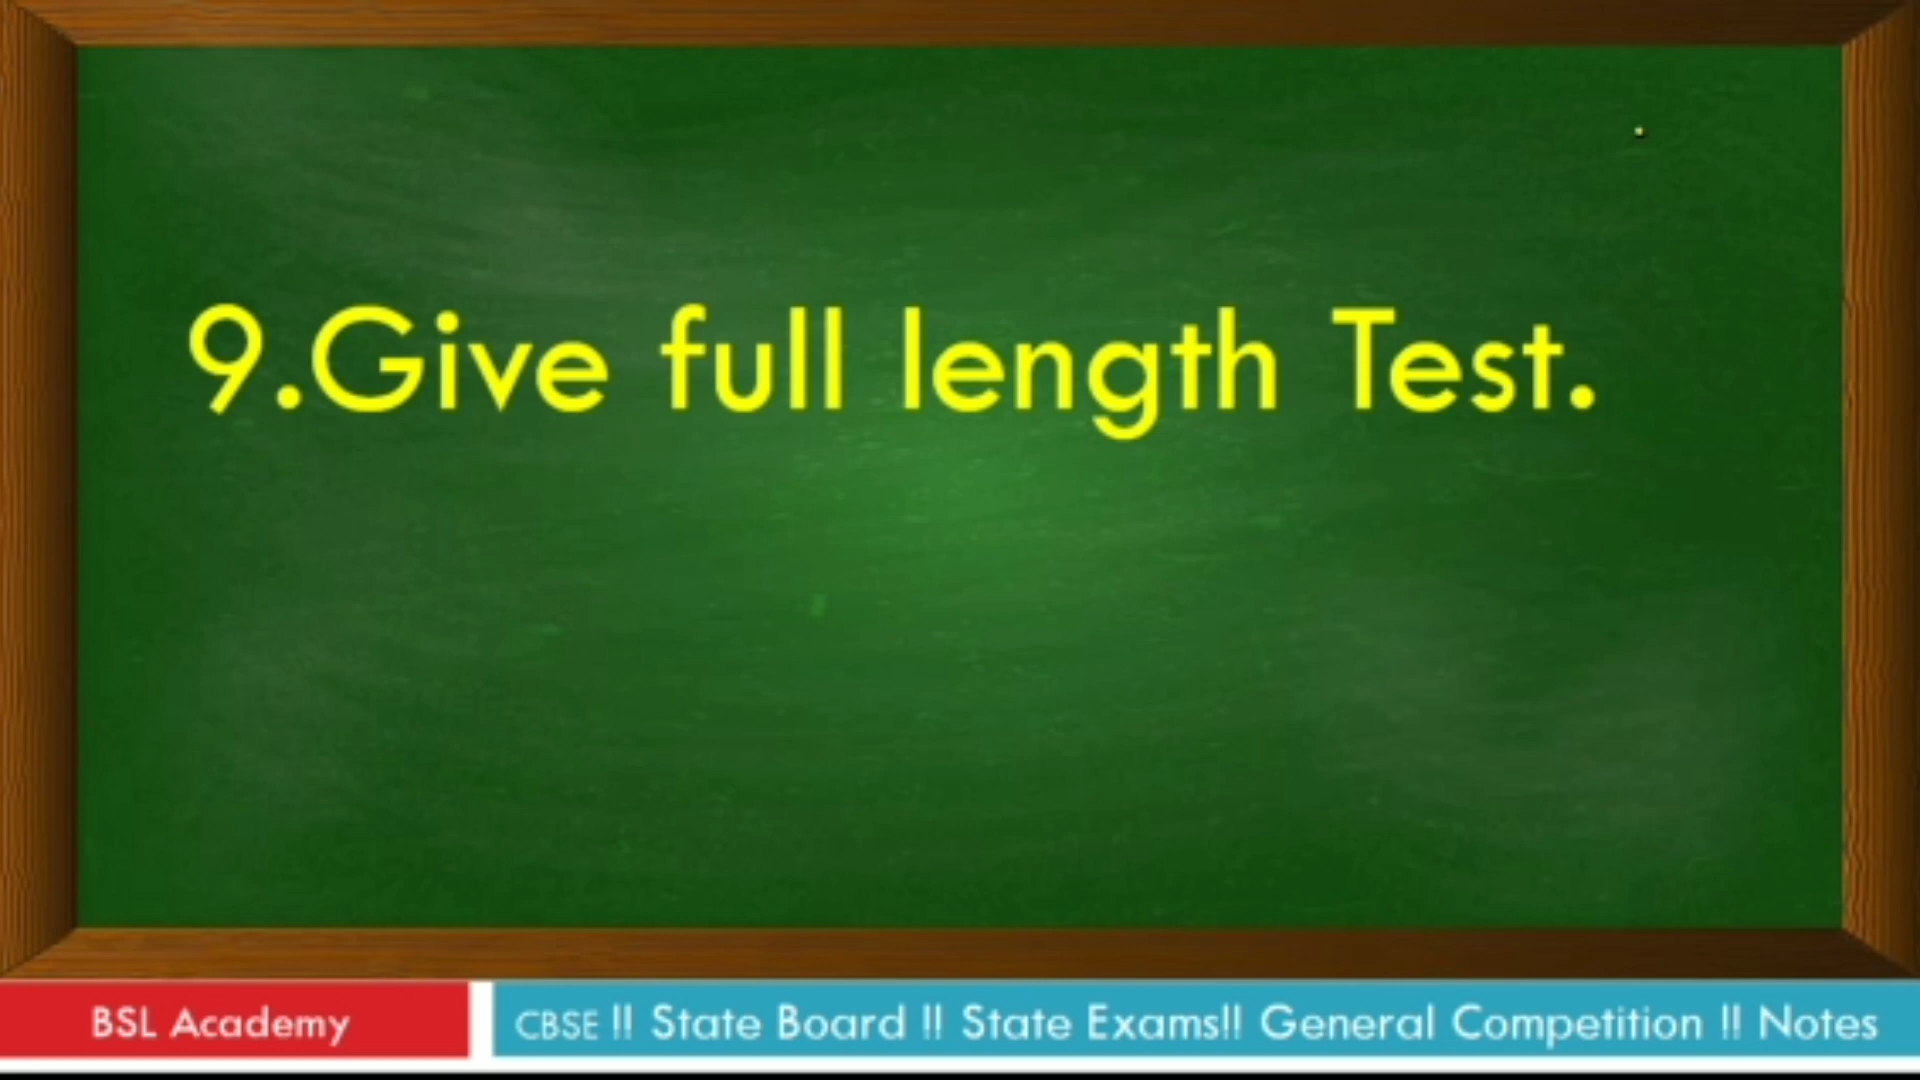 9.Give full length Test.
BSL Academy
CBSE !! State Board !! State Exams!! General Competition !! Notes